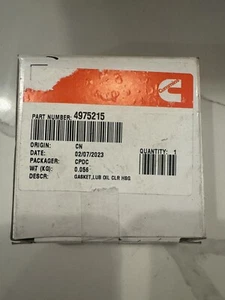 PART NUMBER: 4975215
ORIGIN: CN
DATE: 02/07/2023
PACKAGER: CPDC
QUANTITY: 1
WT (KG): 0.056
DESCR: GASKET,LUB OIL CLR HSG